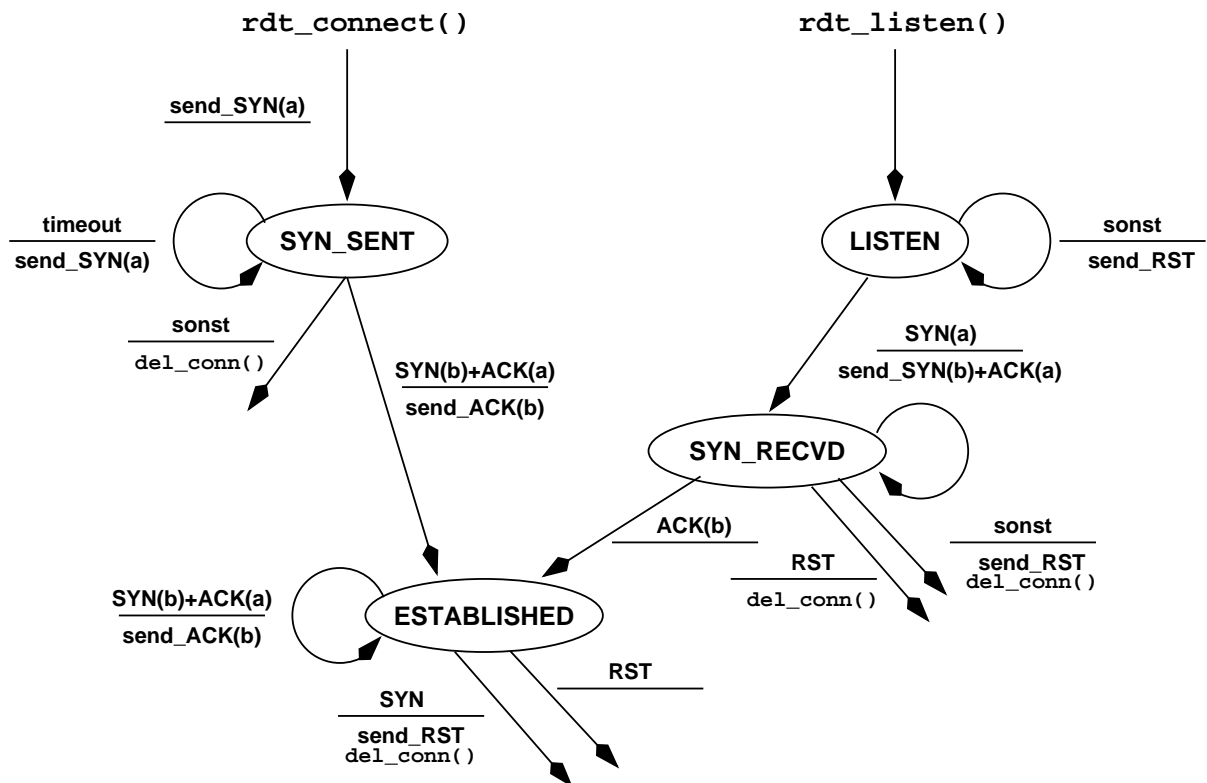 rdt_connect()
rdt_listen()
send_SYN(a)
timeout
send_SYN(a)
SYN_SENT
LISTEN
sonst
send_RST
sonst
del_conn()
SYN(b)+ACK(a)
send_ACK(b)
SYN(a)
send_SYN(b)+ACK(a)
SYN_RECVD
ACK(b)
RST
del_conn()
sonst
send_RST
del_conn()
SYN(b)+ACK(a)
send_ACK(b)
ESTABLISHED
SYN
send_RST
del_conn()
RST